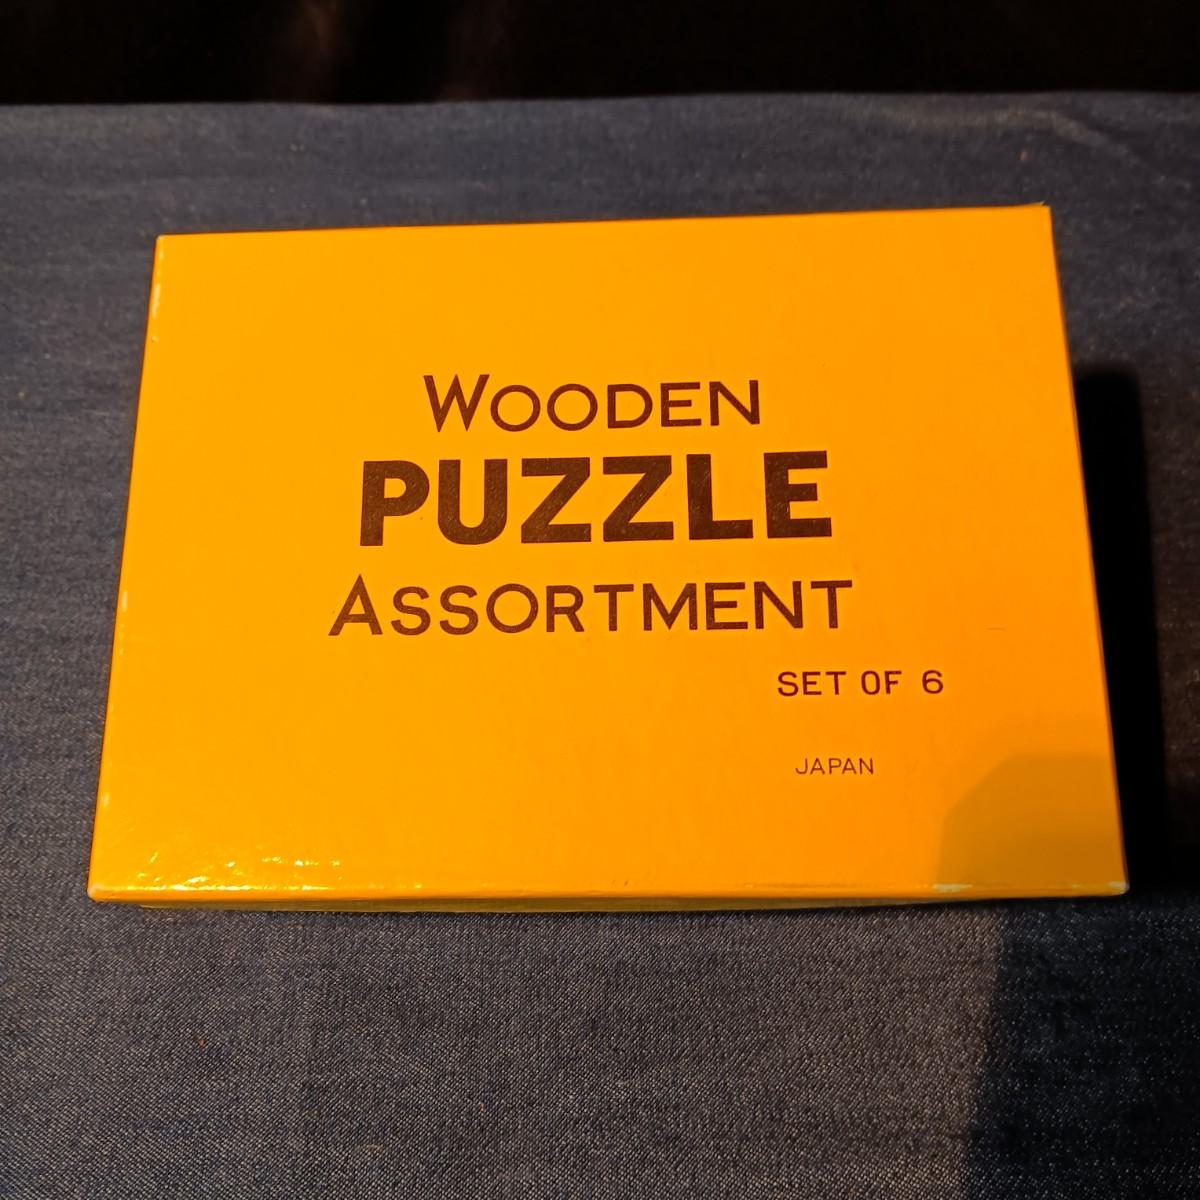 WOODEN
PUZZLE
ASSORTMENT
SET OF 6
JAPAN